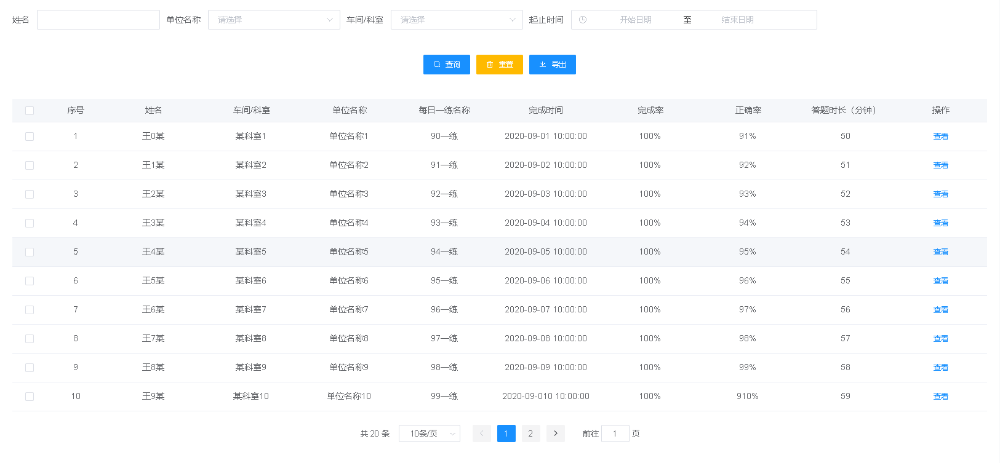 姓名 单位名称 请选择 车间/科室 请选择 起止时间 开始日期 至 结束日期
查询 重置 导出
序号 姓名 车间/科室 单位名称 每日一练名称 完成时间 完成率 正确率 答题时长（分钟） 操作
1 王0某 某科室1 单位名称1 90一练 2020-09-01 10:00:00 100% 91% 50 查看
2 王1某 某科室2 单位名称2 91一练 2020-09-02 10:00:00 100% 92% 51 查看
3 王2某 某科室3 单位名称3 92一练 2020-09-03 10:00:00 100% 93% 52 查看
4 王3某 某科室4 单位名称4 93一练 2020-09-04 10:00:00 100% 94% 53 查看
5 王4某 某科室5 单位名称5 94一练 2020-09-05 10:00:00 100% 95% 54 查看
6 王5某 某科室6 单位名称6 95一练 2020-09-06 10:00:00 100% 96% 55 查看
7 王6某 某科室7 单位名称7 96一练 2020-09-07 10:00:00 100% 97% 56 查看
8 王7某 某科室8 单位名称8 97一练 2020-09-08 10:00:00 100% 98% 57 查看
9 王8某 某科室9 单位名称9 98一练 2020-09-09 10:00:00 100% 99% 58 查看
10 王9某 某科室10 单位名称10 99一练 2020-09-010 10:00:00 100% 910% 59 查看
共 20 条 10条/页 1 2 前往 1 页